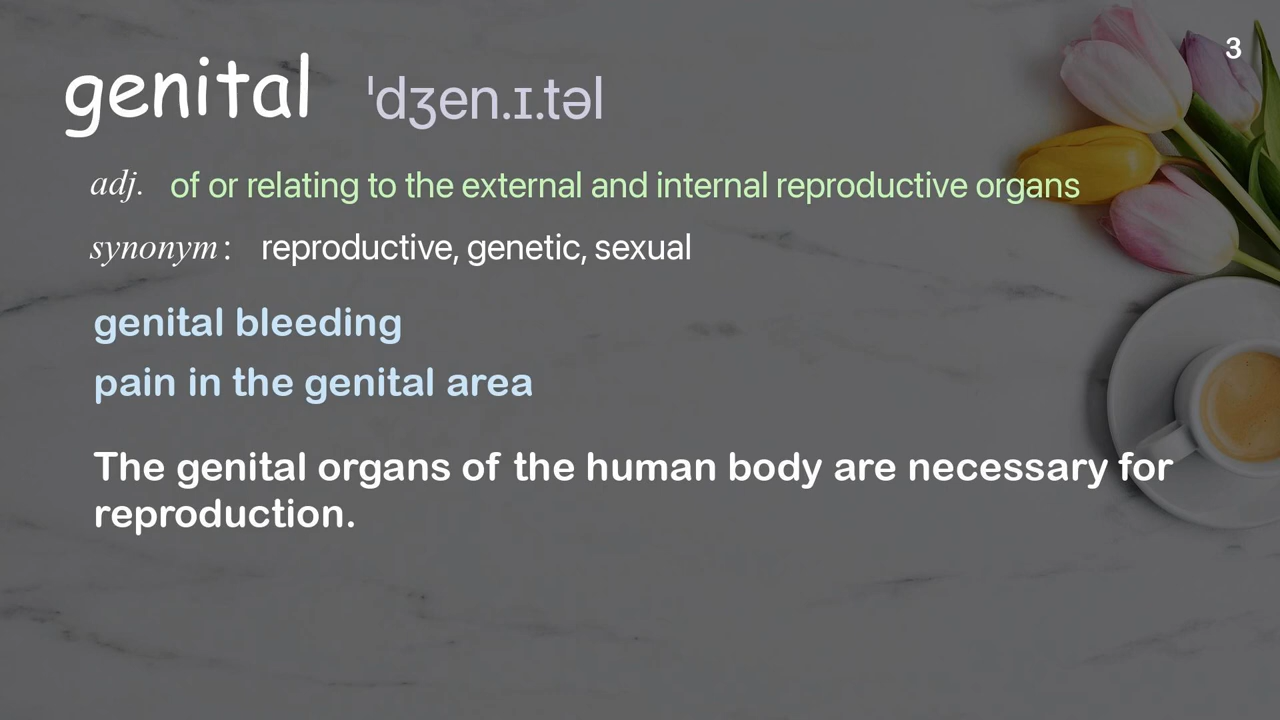 3
genital ˈdʒen.ɪ.təl
adj. of or relating to the external and internal reproductive organs
synonym: reproductive, genetic, sexual
genital bleeding
pain in the genital area
The genital organs of the human body are necessary for
reproduction.